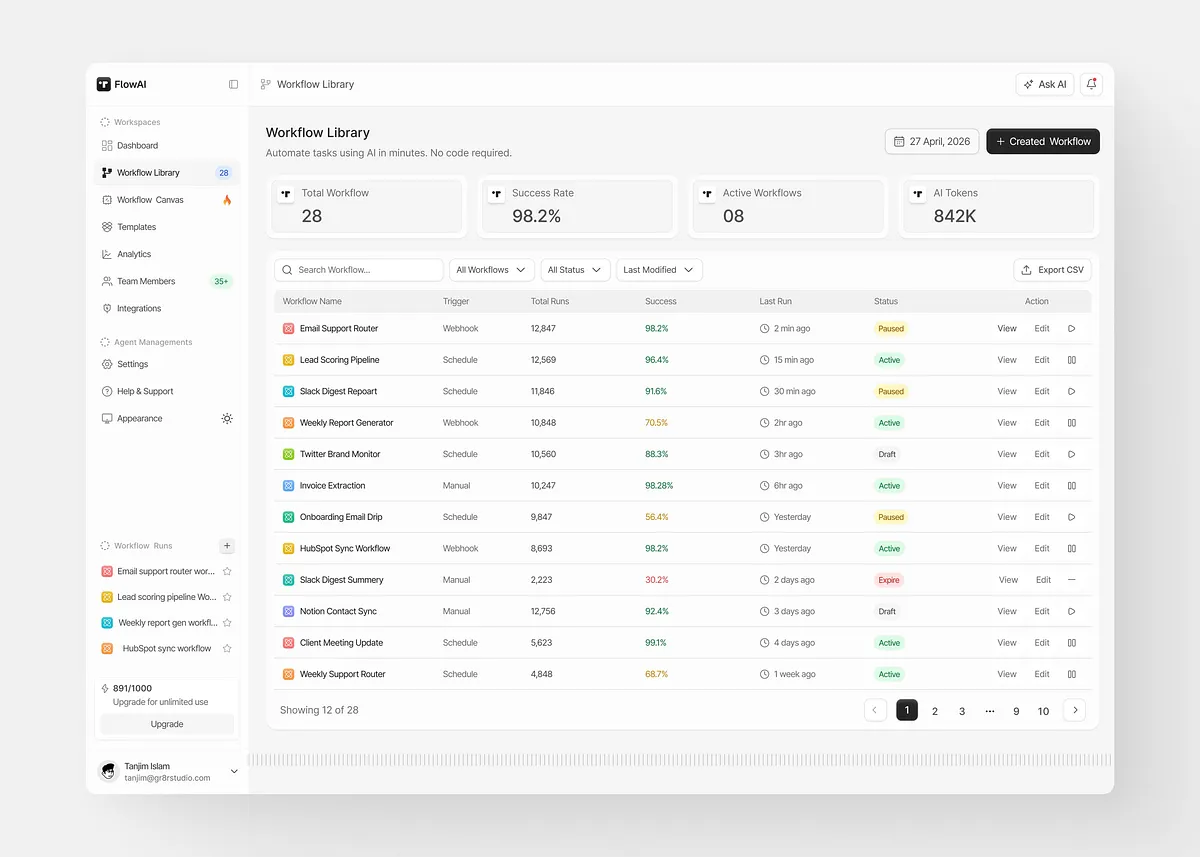 FlowAI
Workspaces
Dashboard
Workflow Library 28
Workflow Canvas
Templates
Analytics
Team Members 35+
Integrations
Agent Managements
Settings
Help & Support
Appearance
Workflow Runs
Email support router wor...
Lead scoring pipeline Wo...
Weekly report gen workfl...
HubSpot sync workflow
891/1000
Upgrade for unlimited use
Upgrade
Tanjim Islam
tanjim@gr8rstudio.com
Workflow Library
Ask AI
Workflow Library
Automate tasks using AI in minutes. No code required.
27 April, 2026
Created Workflow
Total Workflow
28
Success Rate
98.2%
Active Workflows
08
AI Tokens
842K
Search Workflow... All Workflows All Status Last Modified Export CSV
Workflow Name Trigger Total Runs Success Last Run Status Action
Email Support Router Webhook 12,847 98.2% 2 min ago Paused View Edit
Lead Scoring Pipeline Schedule 12,569 96.4% 15 min ago Active View Edit
Slack Digest Repoart Schedule 11,846 91.6% 30 min ago Paused View Edit
Weekly Report Generator Webhook 10,848 70.5% 2hr ago Active View Edit
Twitter Brand Monitor Schedule 10,560 88.3% 3hr ago Draft View Edit
Invoice Extraction Manual 10,247 98.28% 6hr ago Active View Edit
Onboarding Email Drip Schedule 9,847 56.4% Yesterday Paused View Edit
HubSpot Sync Workflow Webhook 8,693 98.2% Yesterday Active View Edit
Slack Digest Summery Manual 2,223 30.2% 2 days ago Expire View Edit
Notion Contact Sync Manual 12,756 92.4% 3 days ago Draft View Edit
Client Meeting Update Schedule 5,623 99.1% 4 days ago Active View Edit
Weekly Support Router Schedule 4,848 68.7% 1 week ago Active View Edit
Showing 12 of 28
1 2 3 ... 9 10